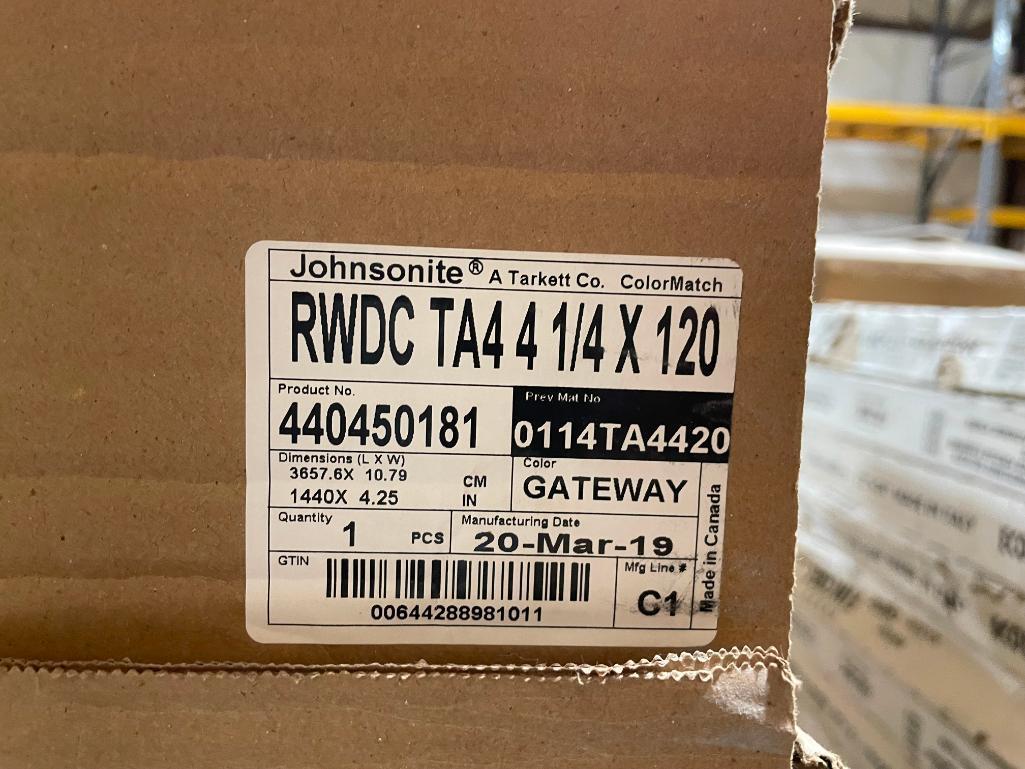 Johnsonite® A Tarkett Co. ColorMatch
RWDC TA4 4 1/4 X 120
Product No.
440450181
Prev Mat No
0114TA4420
Dimensions (L X W)
3657.6X 10.79 CM
1440X 4.25 IN
Color
GATEWAY
Quantity
1 PCS
Manufacturing Date
20-Mar-19
Made in Canada
GTIN
00644288981011
Mfg Line #
C1